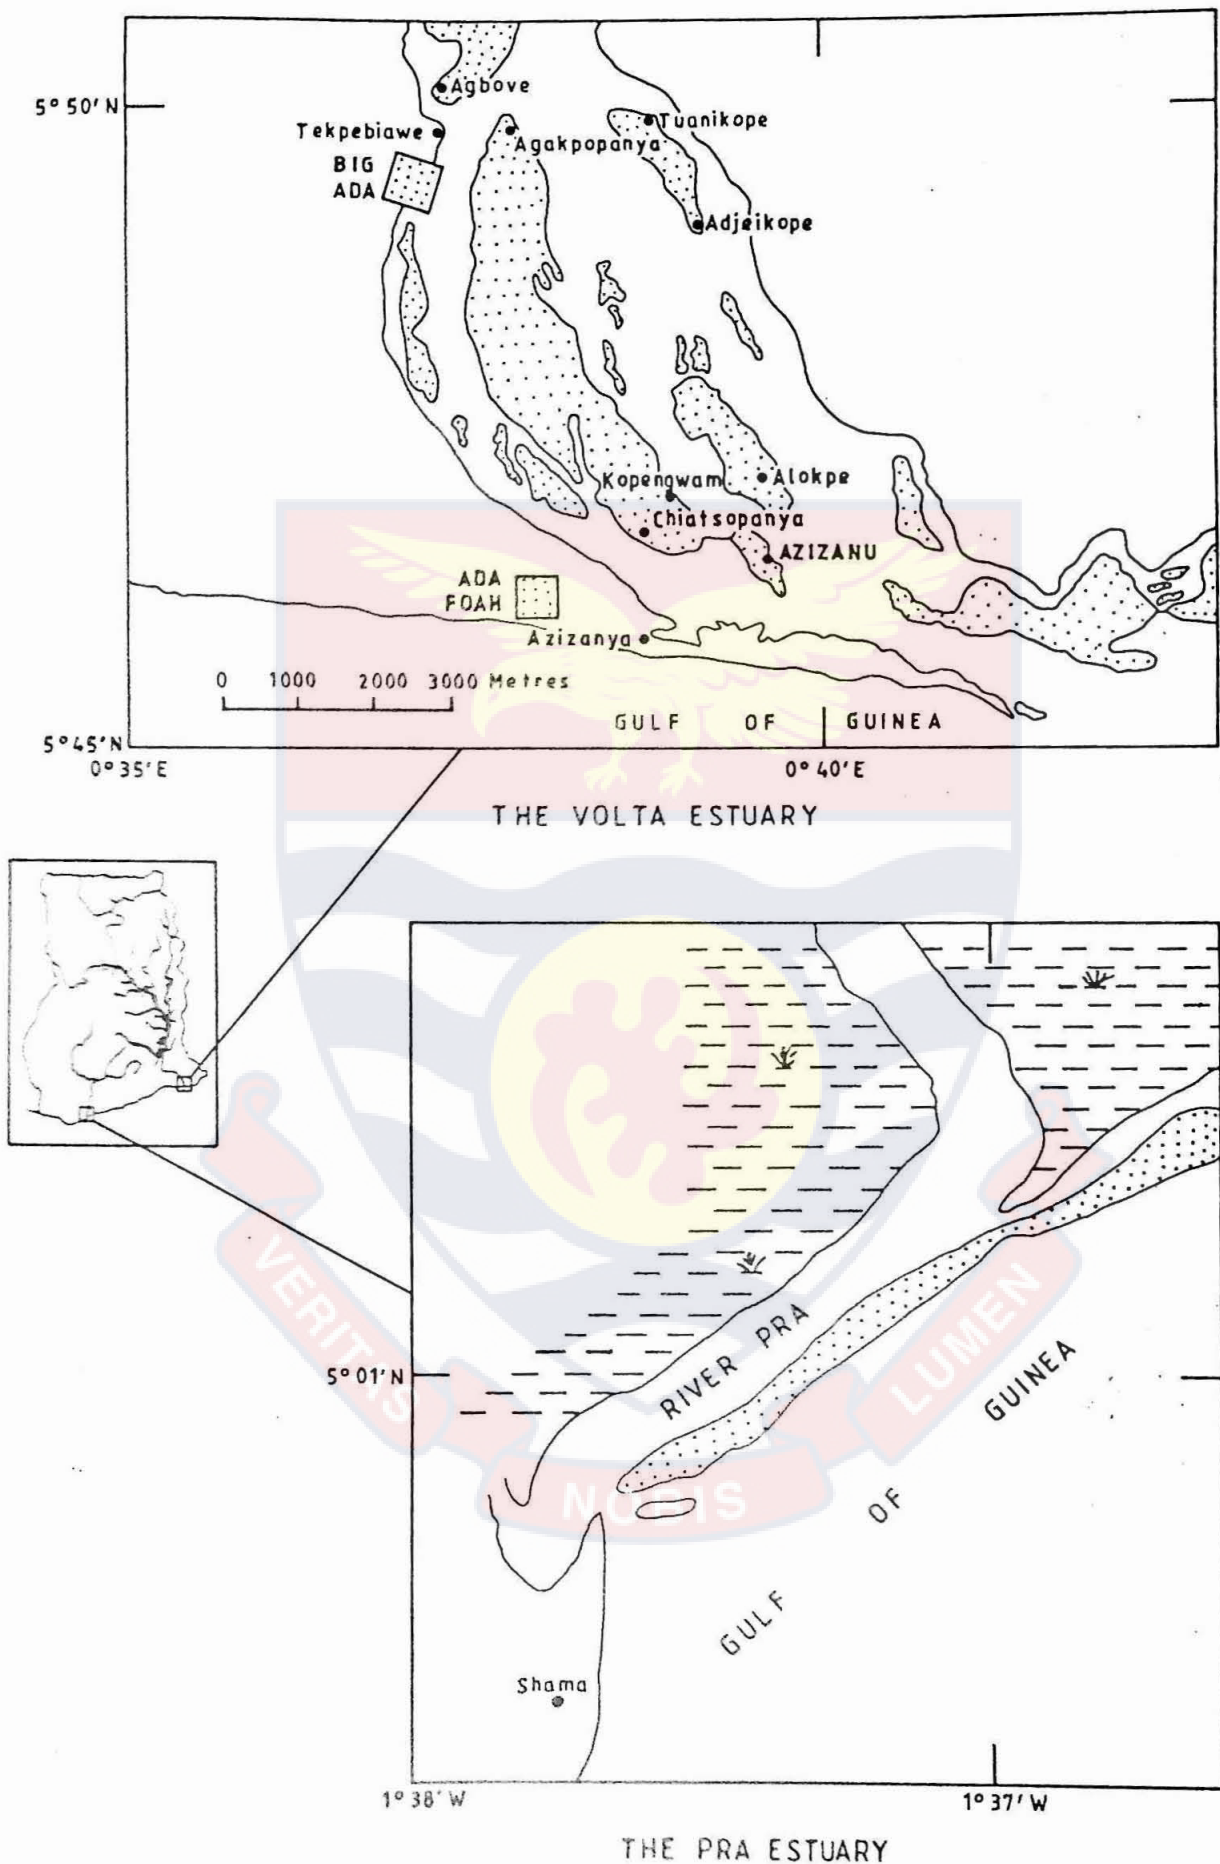 5°50'N
Agbove
Tekpebiawe
Tuanikope
Agakpopanya
BIG
ADA
Adjeikope
Kopengwam
Alokpe
Chiatsopanya
AZIZANU
ADA
FOAH
Azizanya
0 1000 2000 3000 Metres
GULF OF GUINEA
5°45'N
0°35'E
0°40'E
THE VOLTA ESTUARY
RIVER PRA
5°01'N
GULF OF GUINEA
Shama
1°38'W
1°37'W
THE PRA ESTUARY
VERITAS
NOBIS
LUMEN